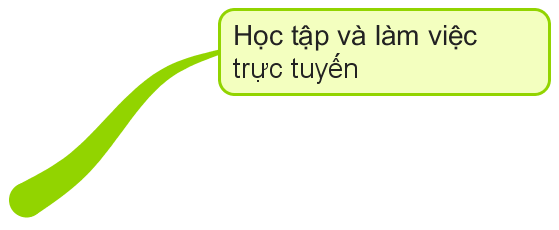 Học tập và làm việc
trực tuyến